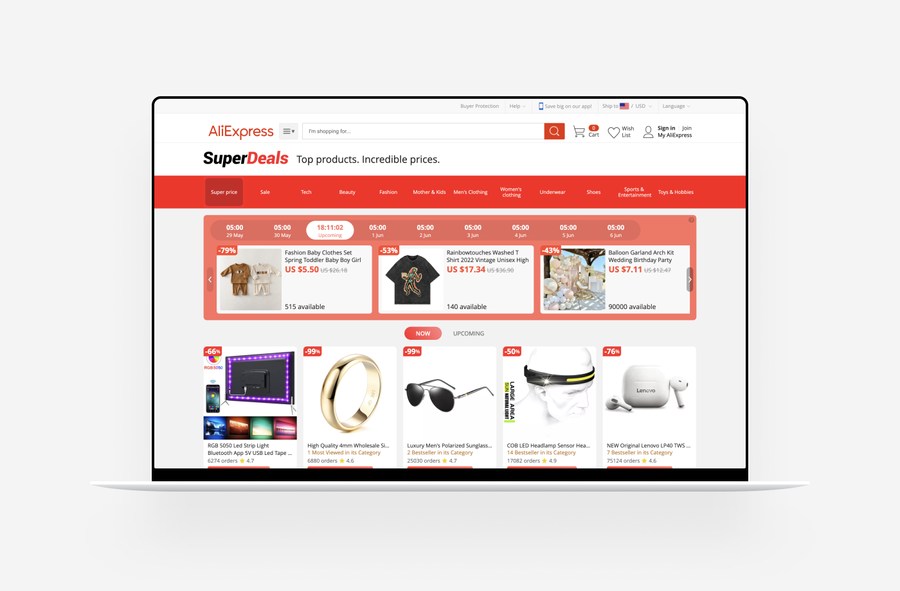 Buyer Protection Help Save big on our app! Ship to / USD Language
AliExpress I'm shopping for... 0 Cart Wish List Sign in Join My AliExpress
SuperDeals Top products. Incredible prices.
Super price Sale Tech Beauty Fashion Mother & Kids Men's Clothing Women's clothing Underwear Shoes Sports & Entertainment Toys & Hobbies
05:00 05:00 18:11:02 05:00 05:00 05:00 05:00 05:00 05:00
29 May 30 May Upcoming 1 Jun 2 Jun 3 Jun 4 Jun 5 Jun 6 Jun
-79%
Fashion Baby Clothes Set
Spring Toddler Baby Boy Girl
US $5.50 US $26.18
515 available
-53%
Rainbowtouches Washed T
Shirt 2022 Vintage Unisex High
US $17.34 US $36.90
140 available
-43%
Balloon Garland Arch Kit
Wedding Birthday Party
US $7.11 US $12.47
90000 available
NOW UPCOMING
-66%
RGB 5050 Led Strip Light
Bluetooth App 5V USB Led Tape ...
6274 orders 4.7
-99%
High Quality 4mm Wholesale Si...
1 Most Viewed in its Category
6880 orders 4.6
-99%
Luxury Men's Polarized Sunglass...
2 Bestseller in its Category
25030 orders 4.7
-50%
LARGE AREA
COB LED Headlamp Sensor Hea...
14 Bestseller in its Category
17082 orders 4.9
-76%
Lenovo
NEW Original Lenovo LP40 TWS ...
7 Bestseller in its Category
75124 orders 4.6